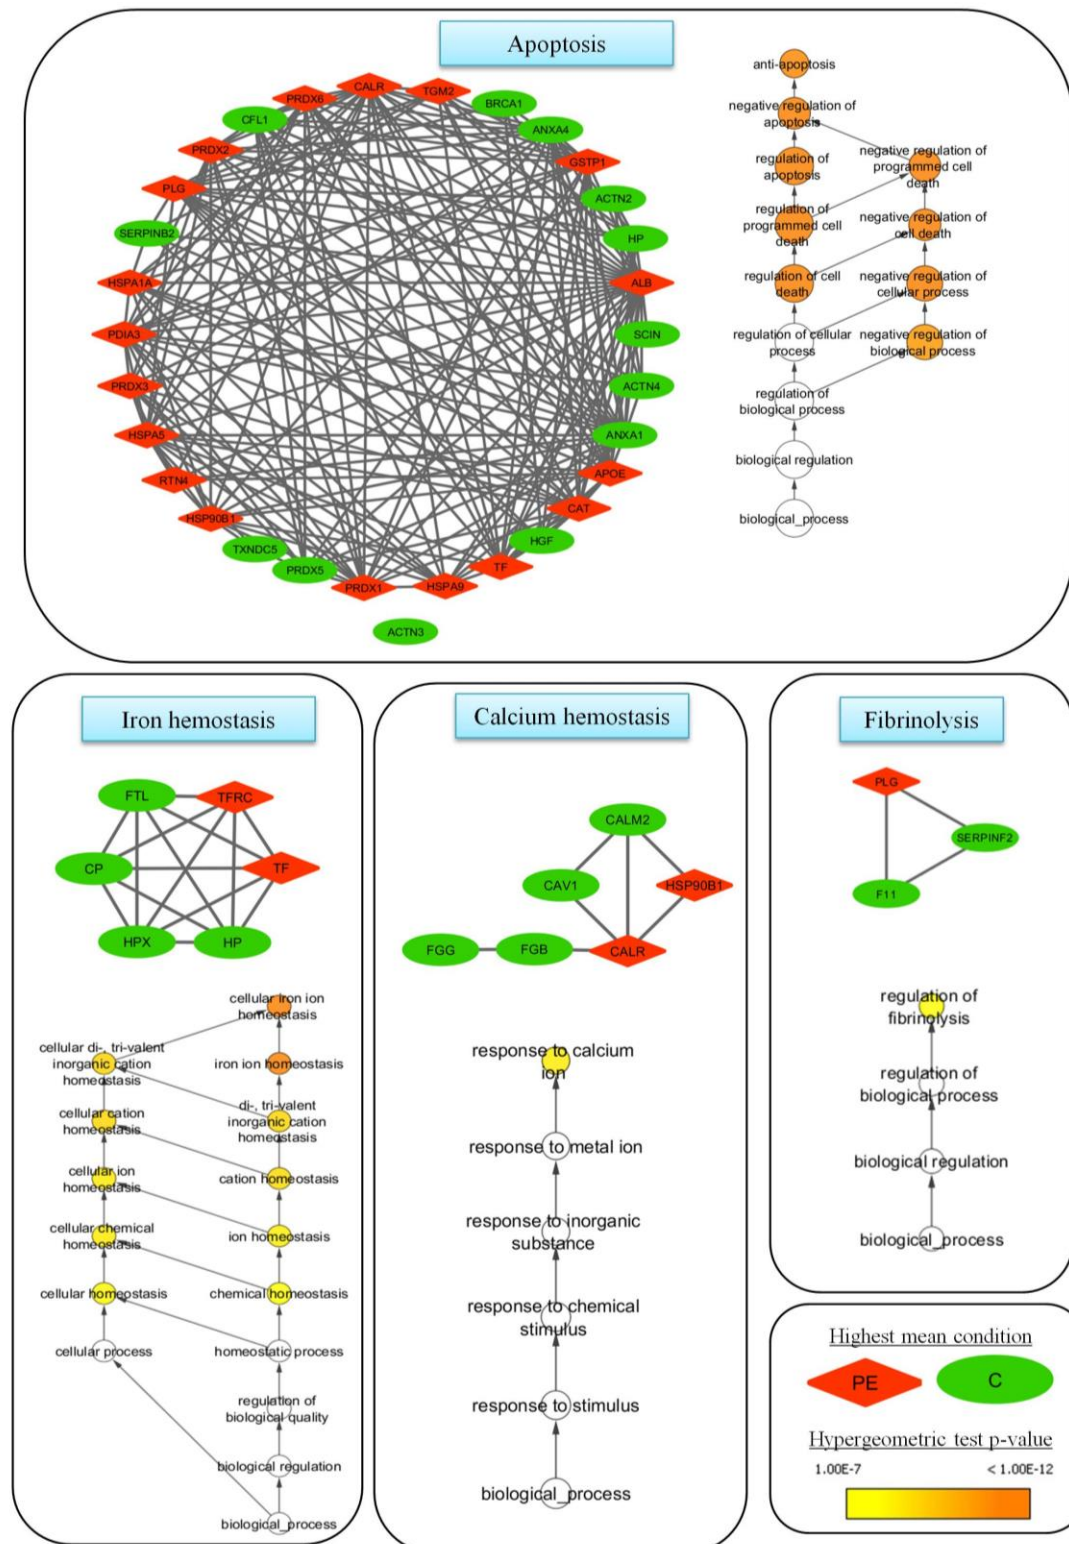 Apoptosis
CALR
TGM2
PRDX6
BRCA1
CFL1
ANXA4
PRDX2
GSTP1
PLG
ACTN2
SERPINB2
HP
HSPA1A
ALB
PDIA3
SCIN
PRDX3
ACTN4
HSPA5
ANXA1
RTN4
APOE
HSP90B1
CAT
TXNDC5
HGF
PRDX5
TF
PRDX1
HSPA9
ACTN3
anti-apoptosis
negative regulation of
apoptosis
regulation of
apoptosis
negative regulation of
programmed cell
death
regulation of
programmed cell
death
negative regulation of
cell death
regulation of cell
death
negative regulation of
cellular process
regulation of cellular
process
negative regulation of
biological process
regulation of
biological process
biological regulation
biological_process
Iron hemostasis
FTL
TFRC
CP
TF
HPX
HP
cellular iron ion
homeostasis
cellular di-, tri-valent
inorganic cation
homeostasis
iron ion homeostasis
di-, tri-valent
inorganic cation
homeostasis
cellular cation
homeostasis
cellular ion
homeostasis
cation homeostasis
cellular chemical
homeostasis
ion homeostasis
cellular homeostasis
chemical homeostasis
cellular process
homeostatic process
regulation of
biological quality
biological regulation
biological_process
Calcium hemostasis
CALM2
CAV1
HSP90B1
FGG
FGB
CALR
response to calcium
ion
response to metal ion
response to inorganic
substance
response to chemical
stimulus
response to stimulus
biological_process
Fibrinolysis
PLG
SERPINF2
F11
regulation of
fibrinolysis
regulation of
biological process
biological regulation
biological_process
Highest mean condition
PE
C
Hypergeometric test p-value
1.00E-7
< 1.00E-12